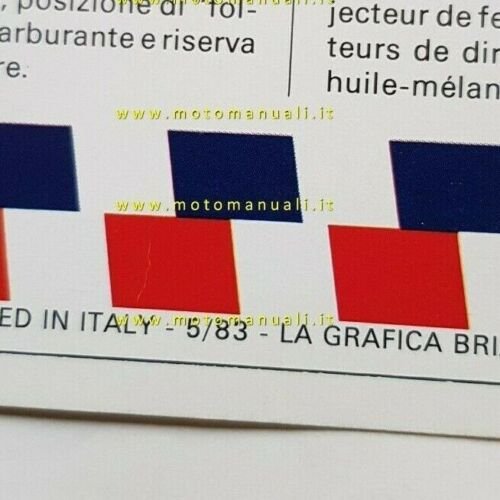 posizione di
arburante e riserva
re.
jecteur de fe
teurs de dir
huile-mélan
www.motomanuali.it
www.motomanuali.it
www.motomanuali.it
ED IN ITALY - 5/83 - LA GRAFICA BRI